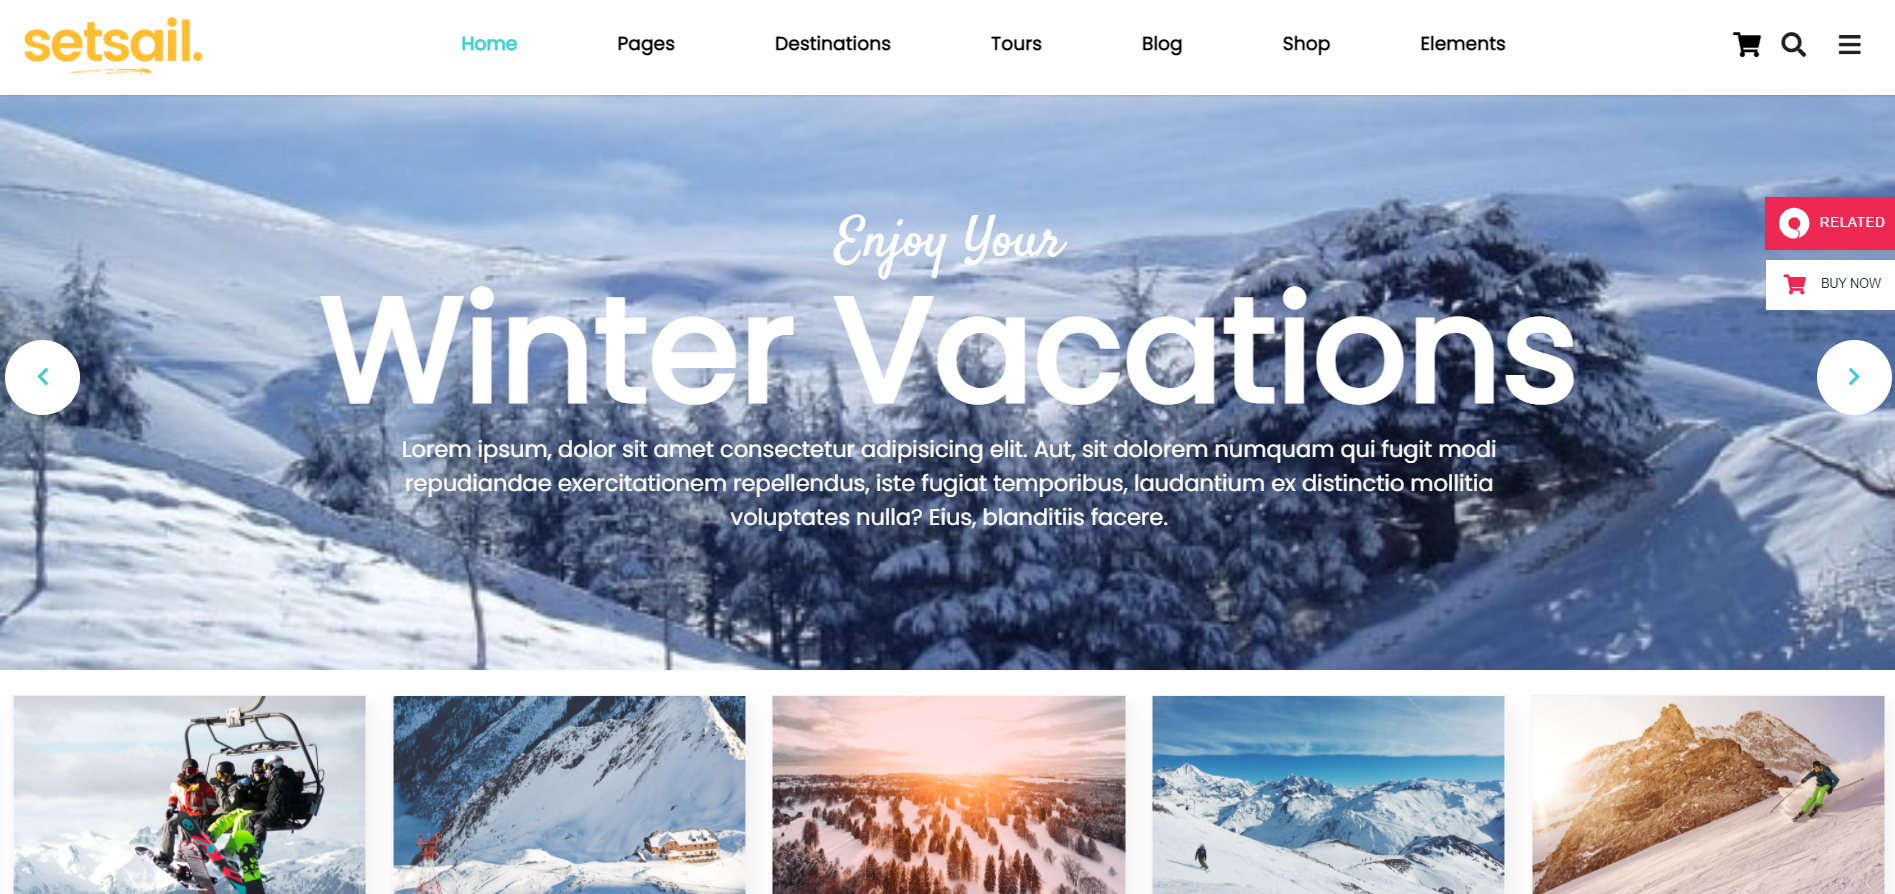 setsail.
Home Pages Destinations Tours Blog Shop Elements
Enjoy Your
Winter Vacations
RELATED
BUY NOW
Lorem ipsum, dolor sit amet consectetur adipisicing elit. Aut, sit dolorem numquam qui fugit modi
repudiandae exercitationem repellendus, iste fugiat temporibus, laudantium ex distinctio mollitia
voluptates nulla? Eius, blanditiis facere.